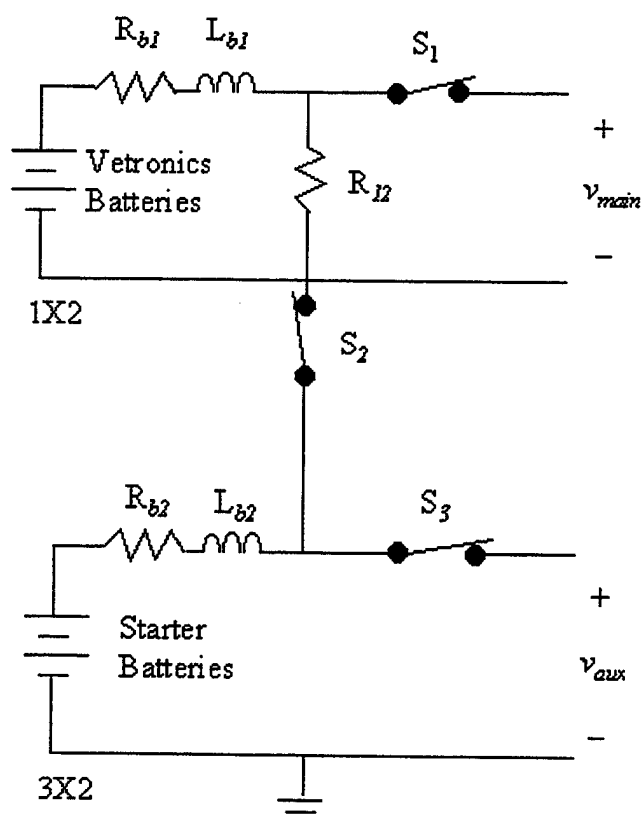 R_b1 L_b1 S_1
+
Vetronics
Batteries
R_12
v_main
−
1X2
S_2
R_b2 L_b2 S_3
+
Starter
Batteries
v_aux
−
3X2